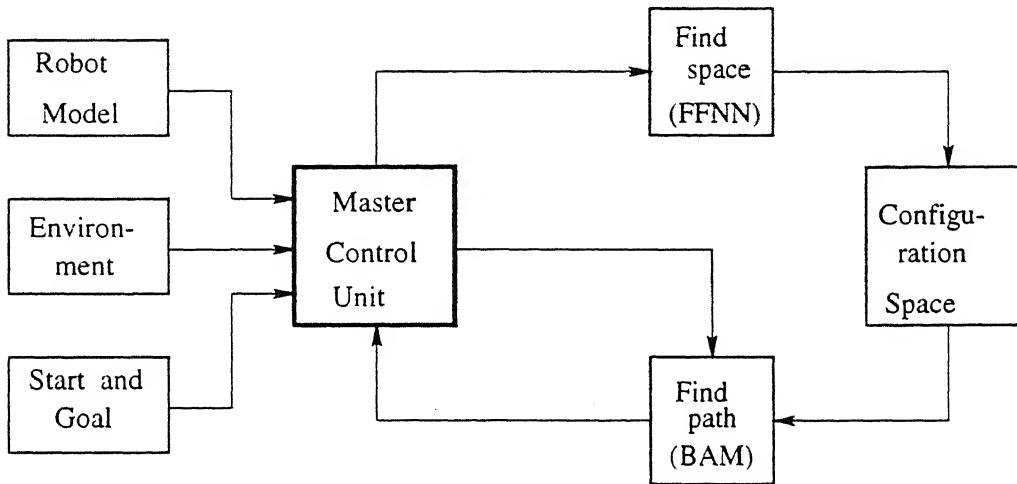 Robot
Model
Environ-
ment
Start and
Goal
Master
Control
Unit
Find
space
(FFNN)
Configu-
ration
Space
Find
path
(BAM)